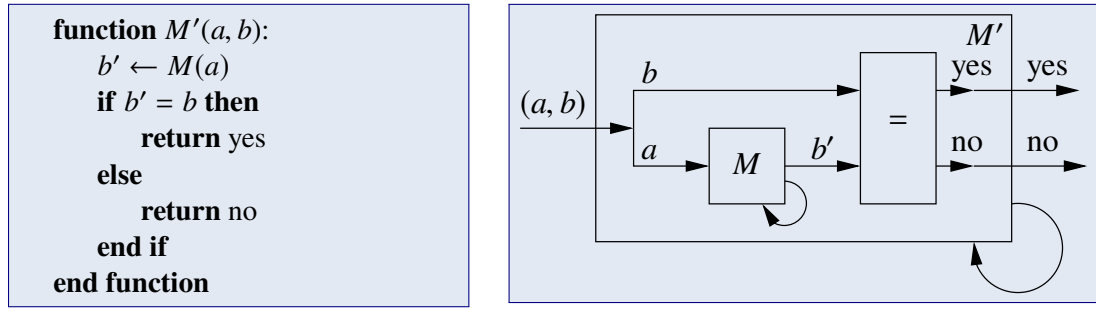 function M′(a, b):
b′ ← M(a)
if b′ = b then
return yes
else
return no
end if
end function
M′
b
yes
yes
(a, b)
=
a
M
b′
no
no